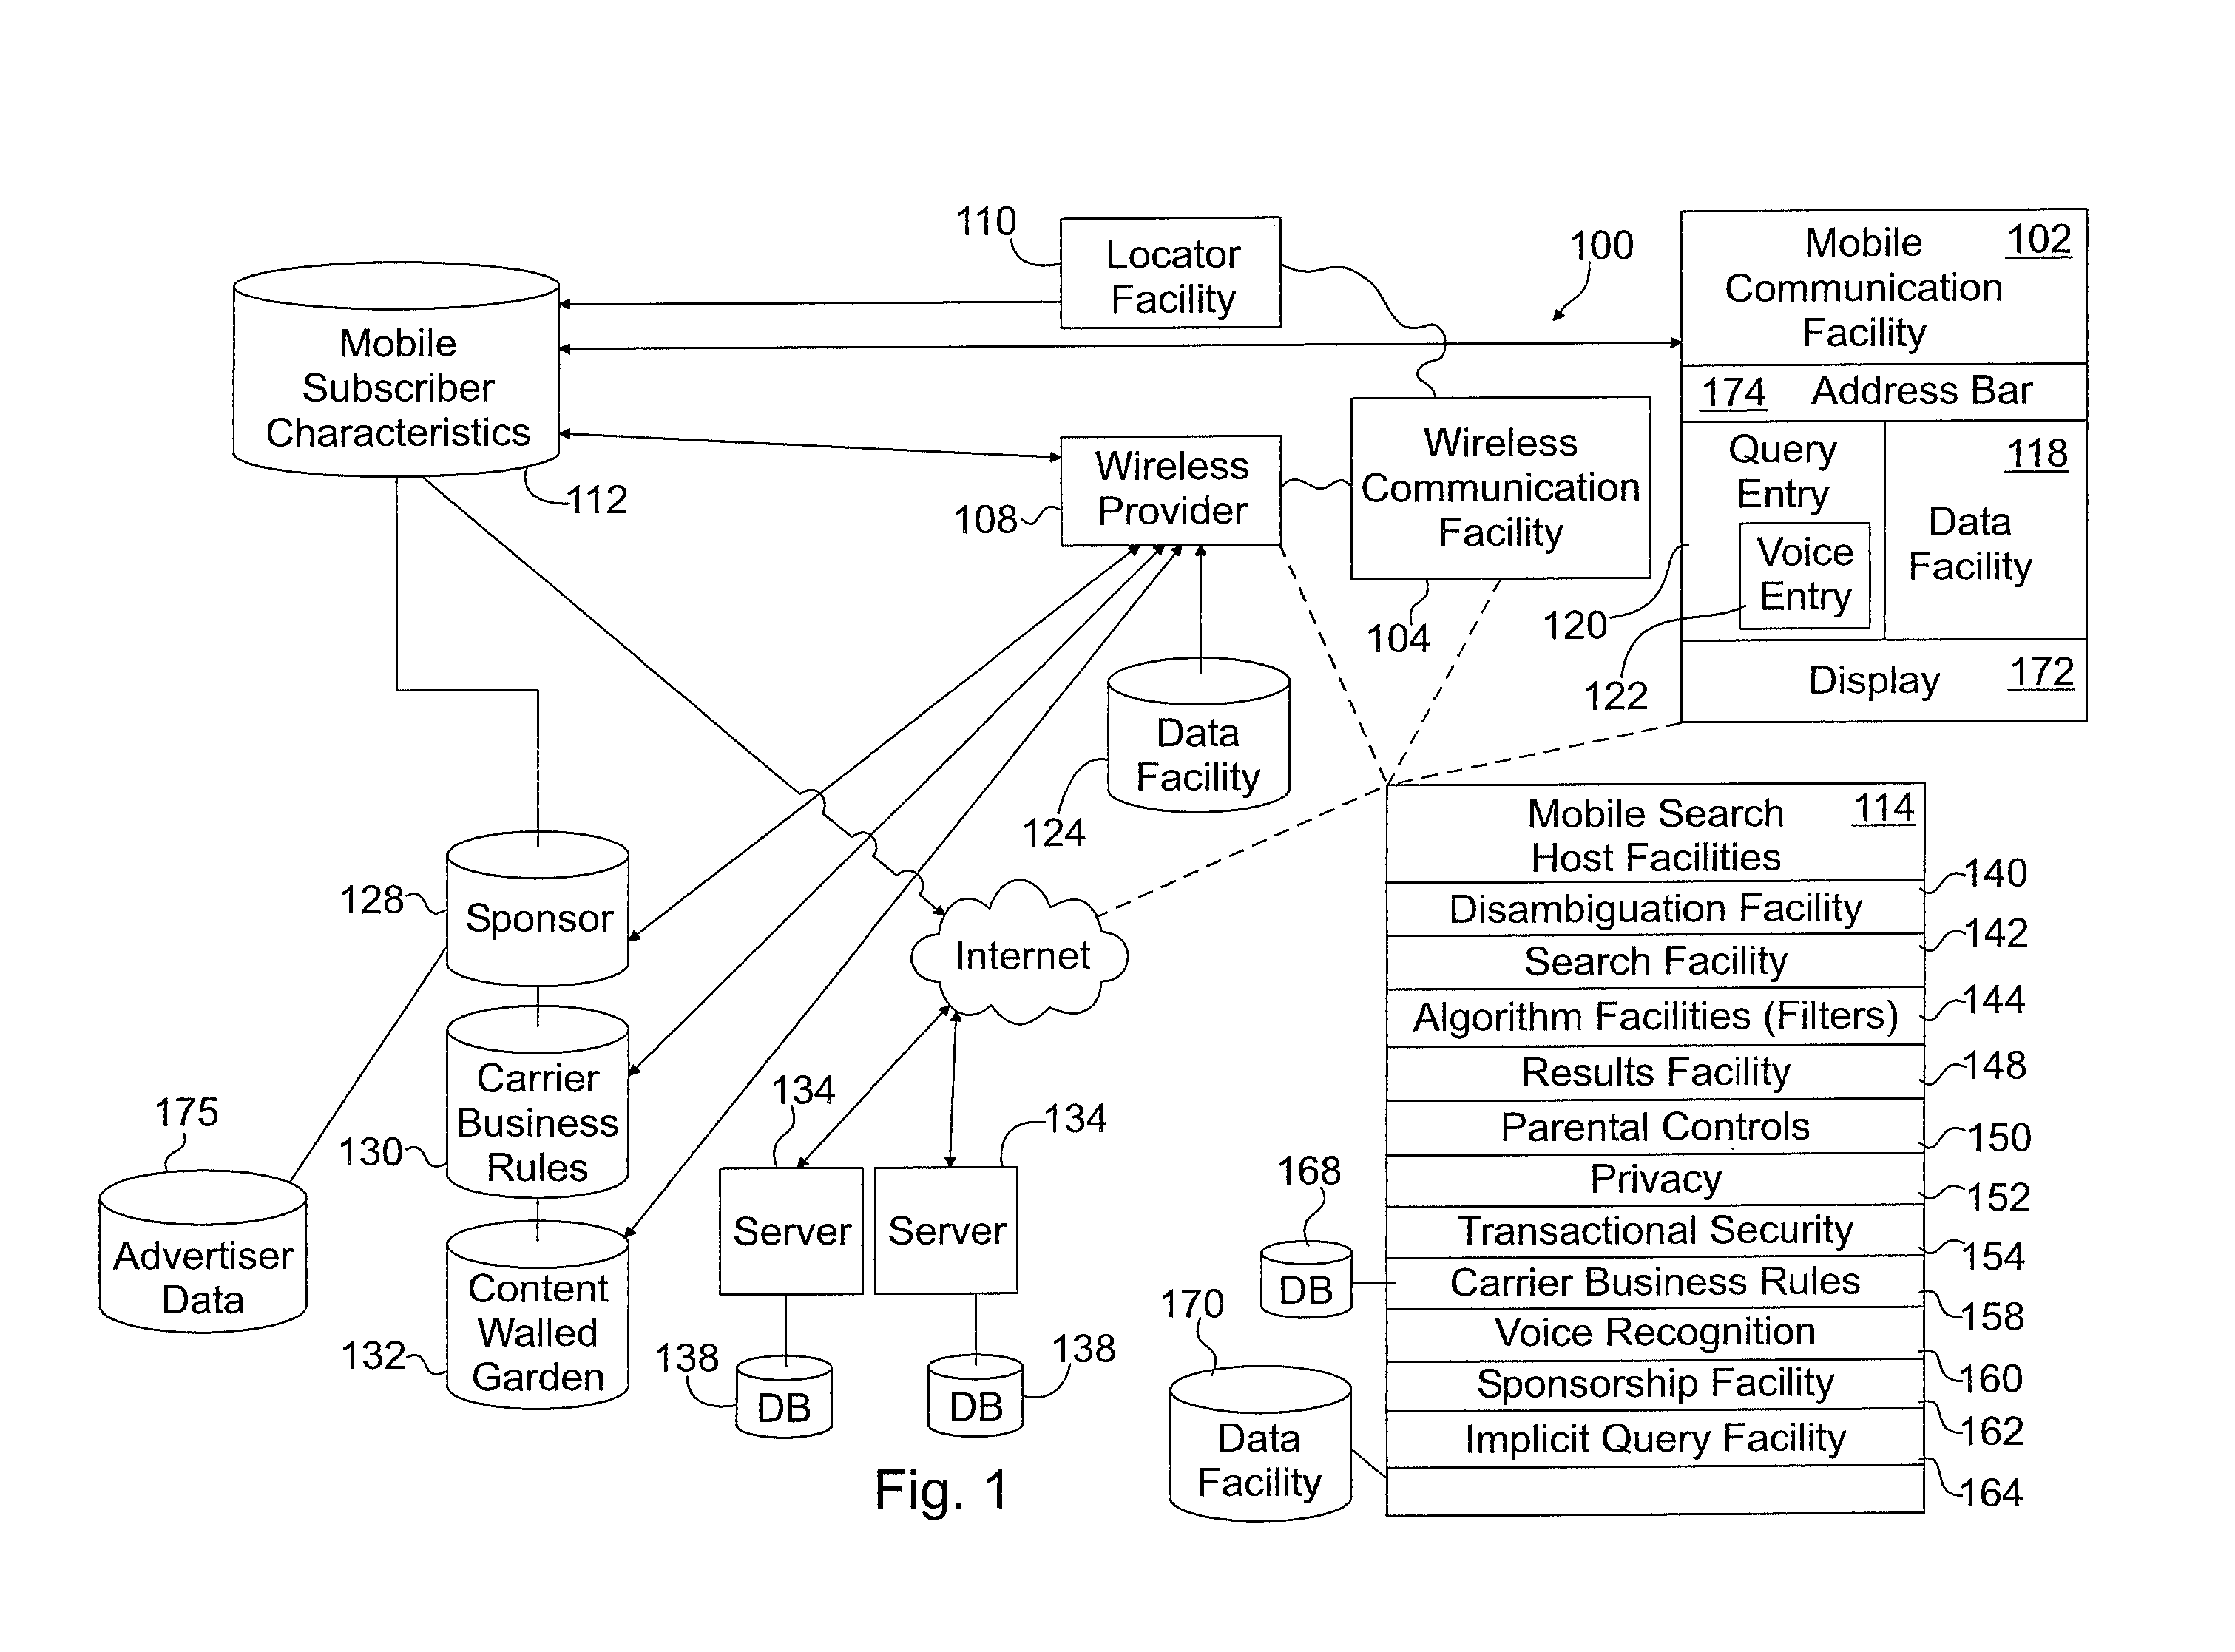 110
Locator
Facility
100
Mobile
Communication
Facility
102
174
Address Bar
Query
Entry
Voice
Entry
118
Data
Facility
120
122
Display
172
Mobile
Subscriber
Characteristics
112
Wireless
Provider
108
Wireless
Communication
Facility
104
Data
Facility
124
128
Sponsor
Carrier
Business
Rules
130
Content
Walled
Garden
132
175
Advertiser
Data
Internet
134
134
Server
Server
138
DB
DB
138
Mobile Search
Host Facilities
114
140
Disambiguation Facility
142
Search Facility
144
Algorithm Facilities (Filters)
148
Results Facility
150
Parental Controls
152
Privacy
154
Transactional Security
158
Carrier Business Rules
160
Voice Recognition
162
Sponsorship Facility
164
Implicit Query Facility
168
DB
170
Data
Facility
Fig. 1